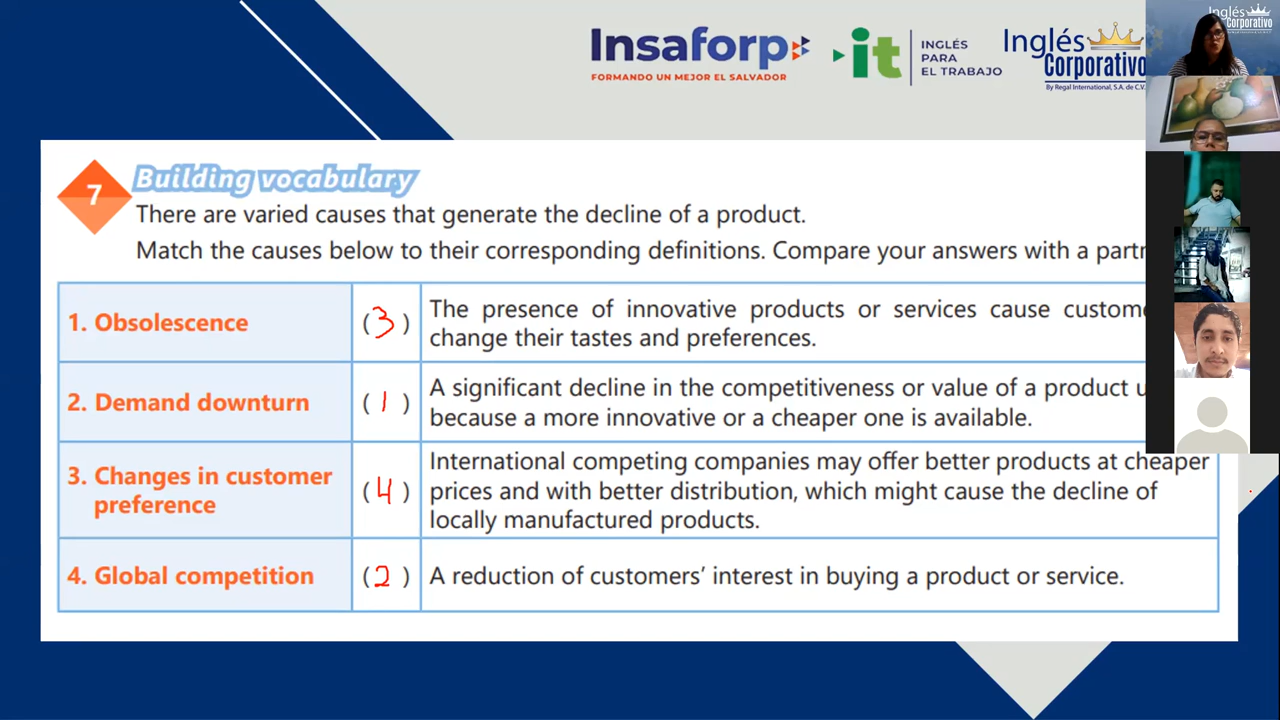 Insaforp
FORMANDO UN MEJOR EL SALVADOR
it
INGLÉS
PARA
EL TRABAJO
Inglés
Corporativo
By Regal International, S.A. de C.V.
Inglés
Corporativo
7
Building vocabulary
There are varied causes that generate the decline of a product.
Match the causes below to their corresponding definitions. Compare your answers with a partn
1. Obsolescence
(3)
The presence of innovative products or services cause custome
change their tastes and preferences.
2. Demand downturn
(1)
A significant decline in the competitiveness or value of a product u
because a more innovative or a cheaper one is available.
3. Changes in customer
preference
(4)
International competing companies may offer better products at cheaper
prices and with better distribution, which might cause the decline of
locally manufactured products.
4. Global competition
(2)
A reduction of customers’ interest in buying a product or service.